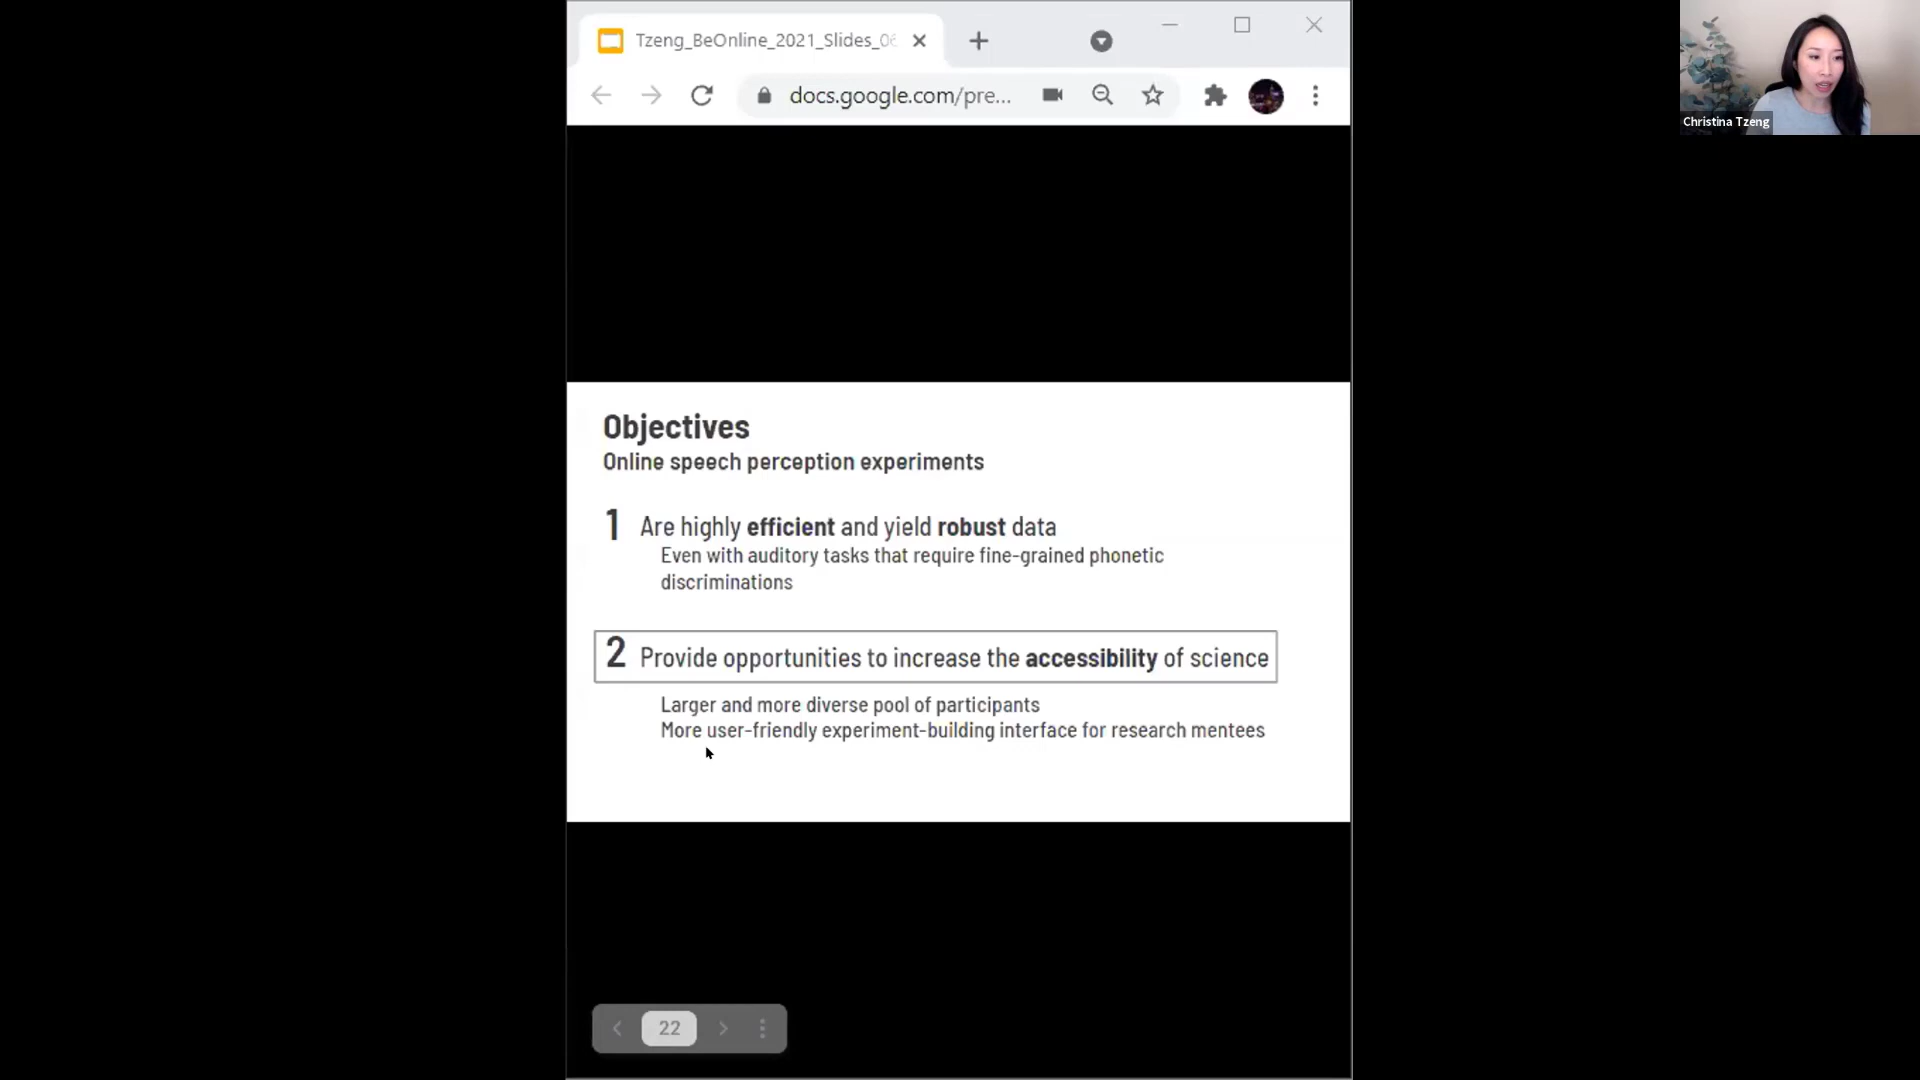 Tzeng_BeOnline_2021_Slides_06
docs.google.com/pre...
Christina Tzeng
Objectives
Online speech perception experiments
1 Are highly efficient and yield robust data
Even with auditory tasks that require fine-grained phonetic
discriminations
2 Provide opportunities to increase the accessibility of science
Larger and more diverse pool of participants
More user-friendly experiment-building interface for research mentees
22